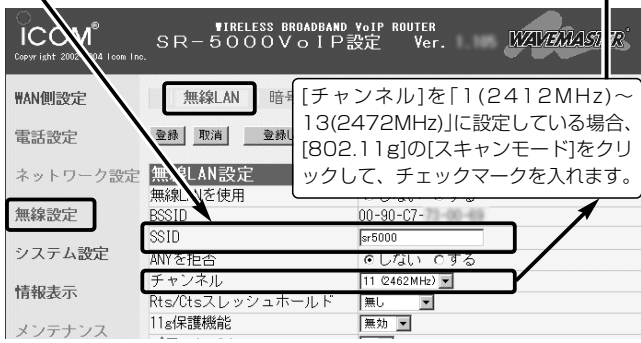 ICOM®
Copyright 2002-2004 Icom Inc.
WIRELESS BROADBAND VoIP ROUTER
SR-5000VoIP設定 Ver.
WAVEMASTER
WAN側設定
電話設定
ネットワーク設定
無線設定
システム設定
情報表示
メンテナンス
無線LAN
登録 取消
[チャンネル]を「1(2412MHz)～
13(2472MHz)」に設定している場合、
[802.11g]の[スキャンモード]をクリ
ックして、チェックマークを入れます。
無線LAN設定
無線LANを使用 しない する
BSSID 00-90-C7-
SSID sr5000
ANYを拒否 しない する
チャンネル 11 (2462MHz)
Rts/Ctsスレッショホールド 無し
11g保護機能 無効